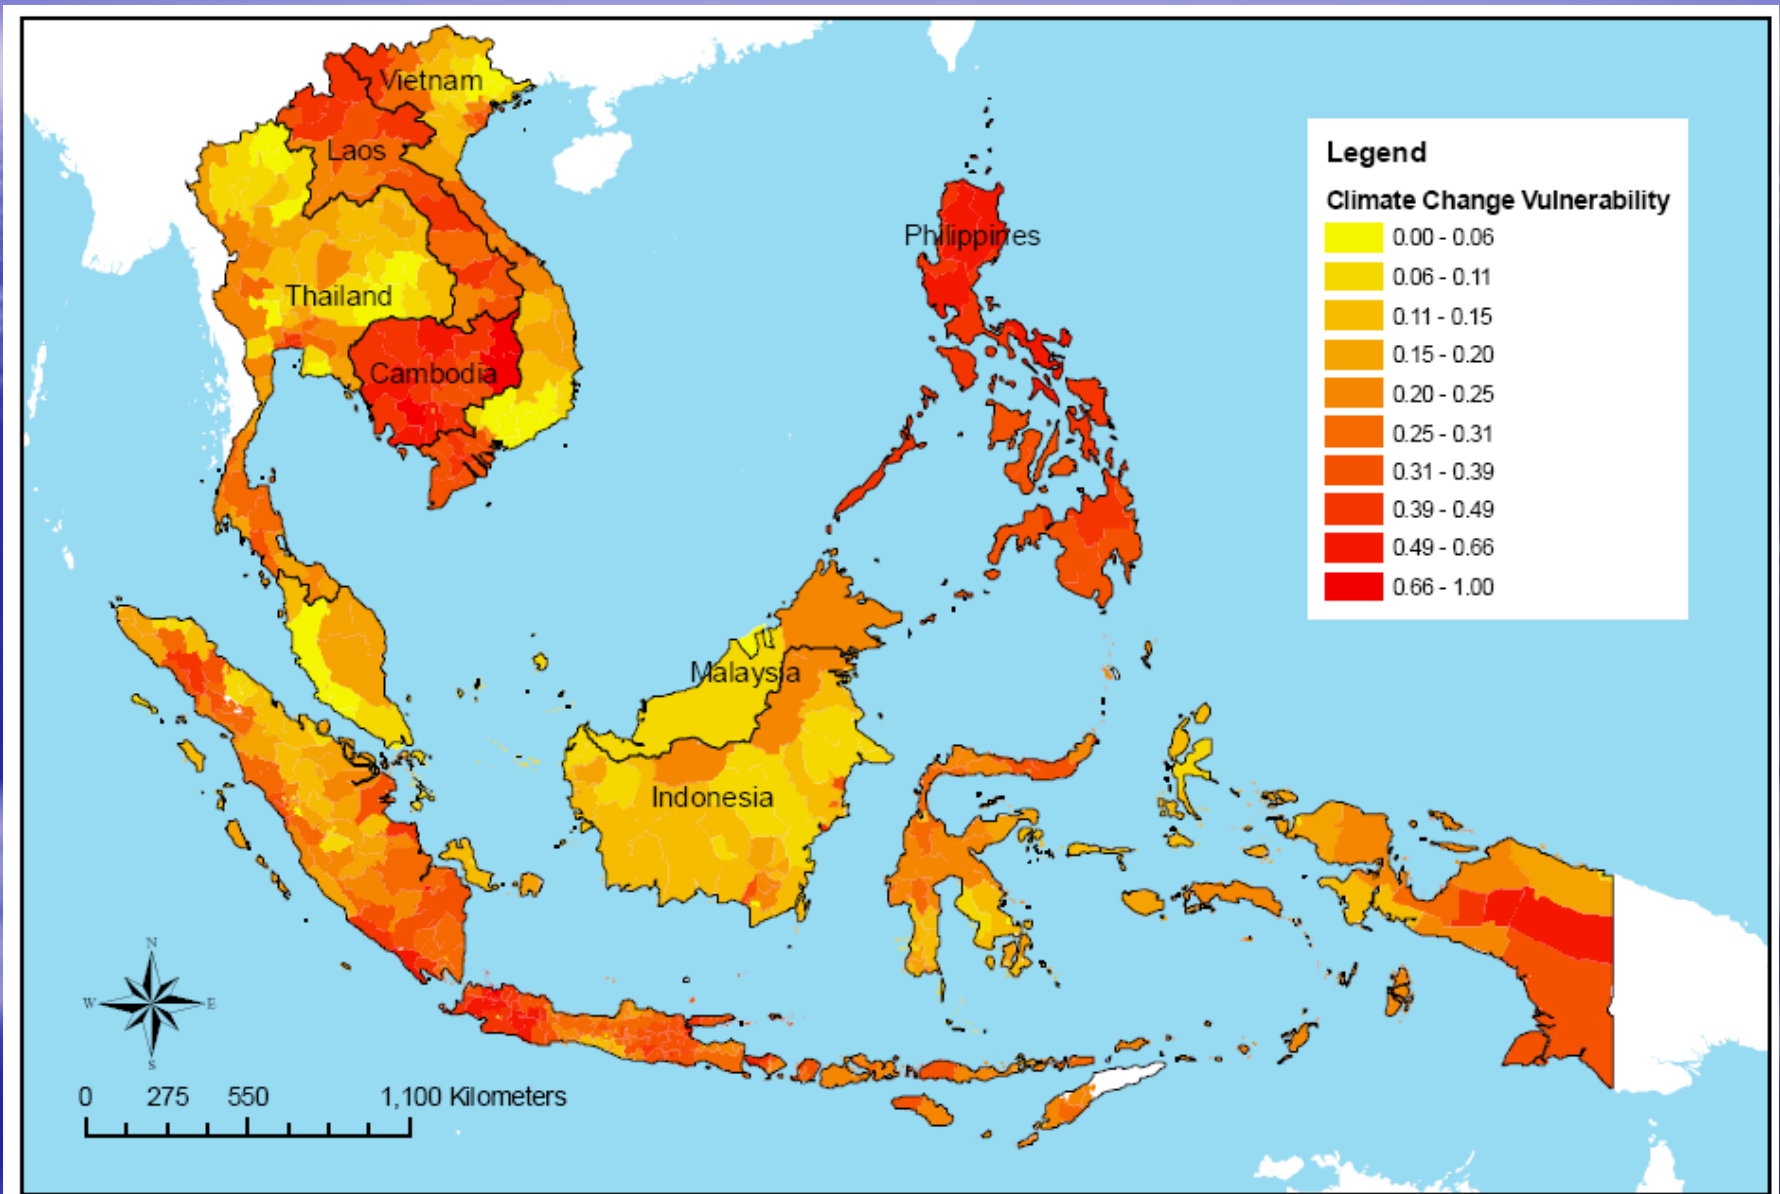 Vietnam
Laos
Thailand
Cambodia
Philippines
Malaysia
Indonesia
Legend
Climate Change Vulnerability
0.00 - 0.06
0.06 - 0.11
0.11 - 0.15
0.15 - 0.20
0.20 - 0.25
0.25 - 0.31
0.31 - 0.39
0.39 - 0.49
0.49 - 0.66
0.66 - 1.00
N
W E
S
0 275 550 1,100 Kilometers